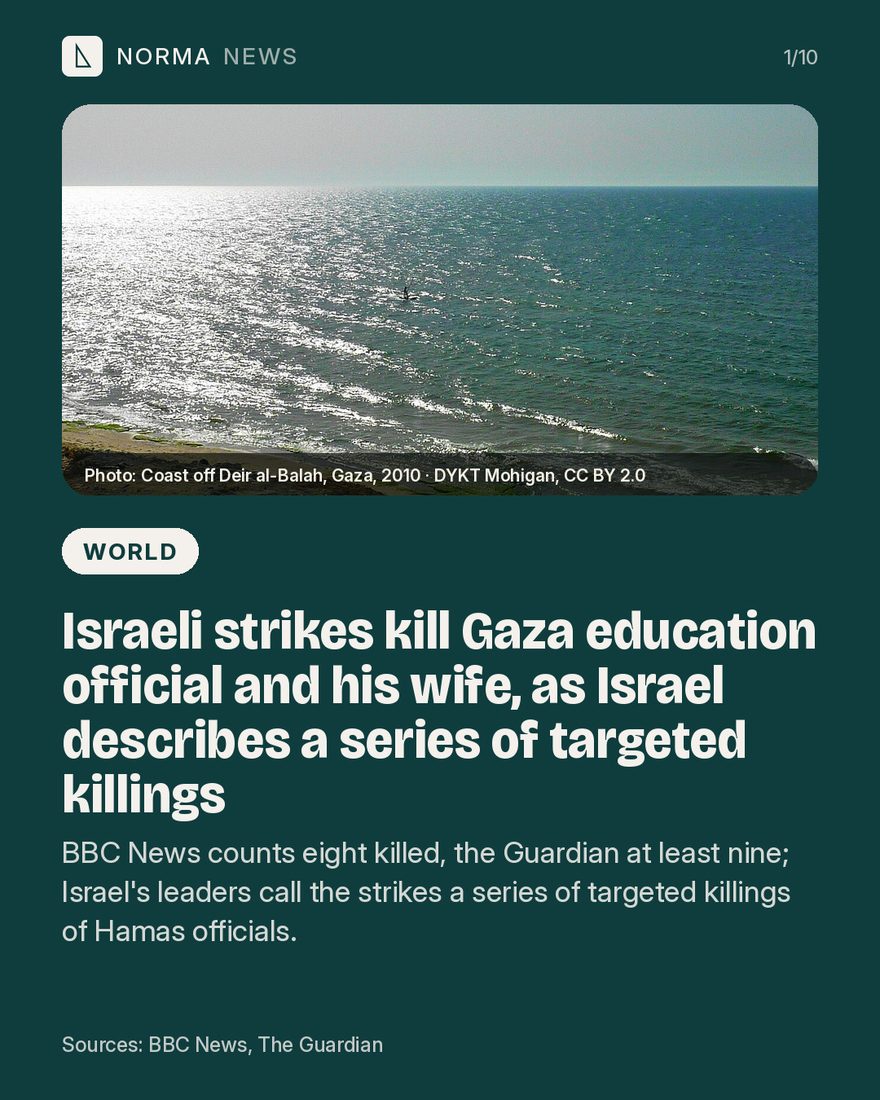 NORMA NEWS
1/10
Photo: Coast off Deir al-Balah, Gaza, 2010 · DYKT Mohigan, CC BY 2.0
WORLD
Israeli strikes kill Gaza education
official and his wife, as Israel
describes a series of targeted
killings
BBC News counts eight killed, the Guardian at least nine;
Israel's leaders call the strikes a series of targeted killings
of Hamas officials.
Sources: BBC News, The Guardian